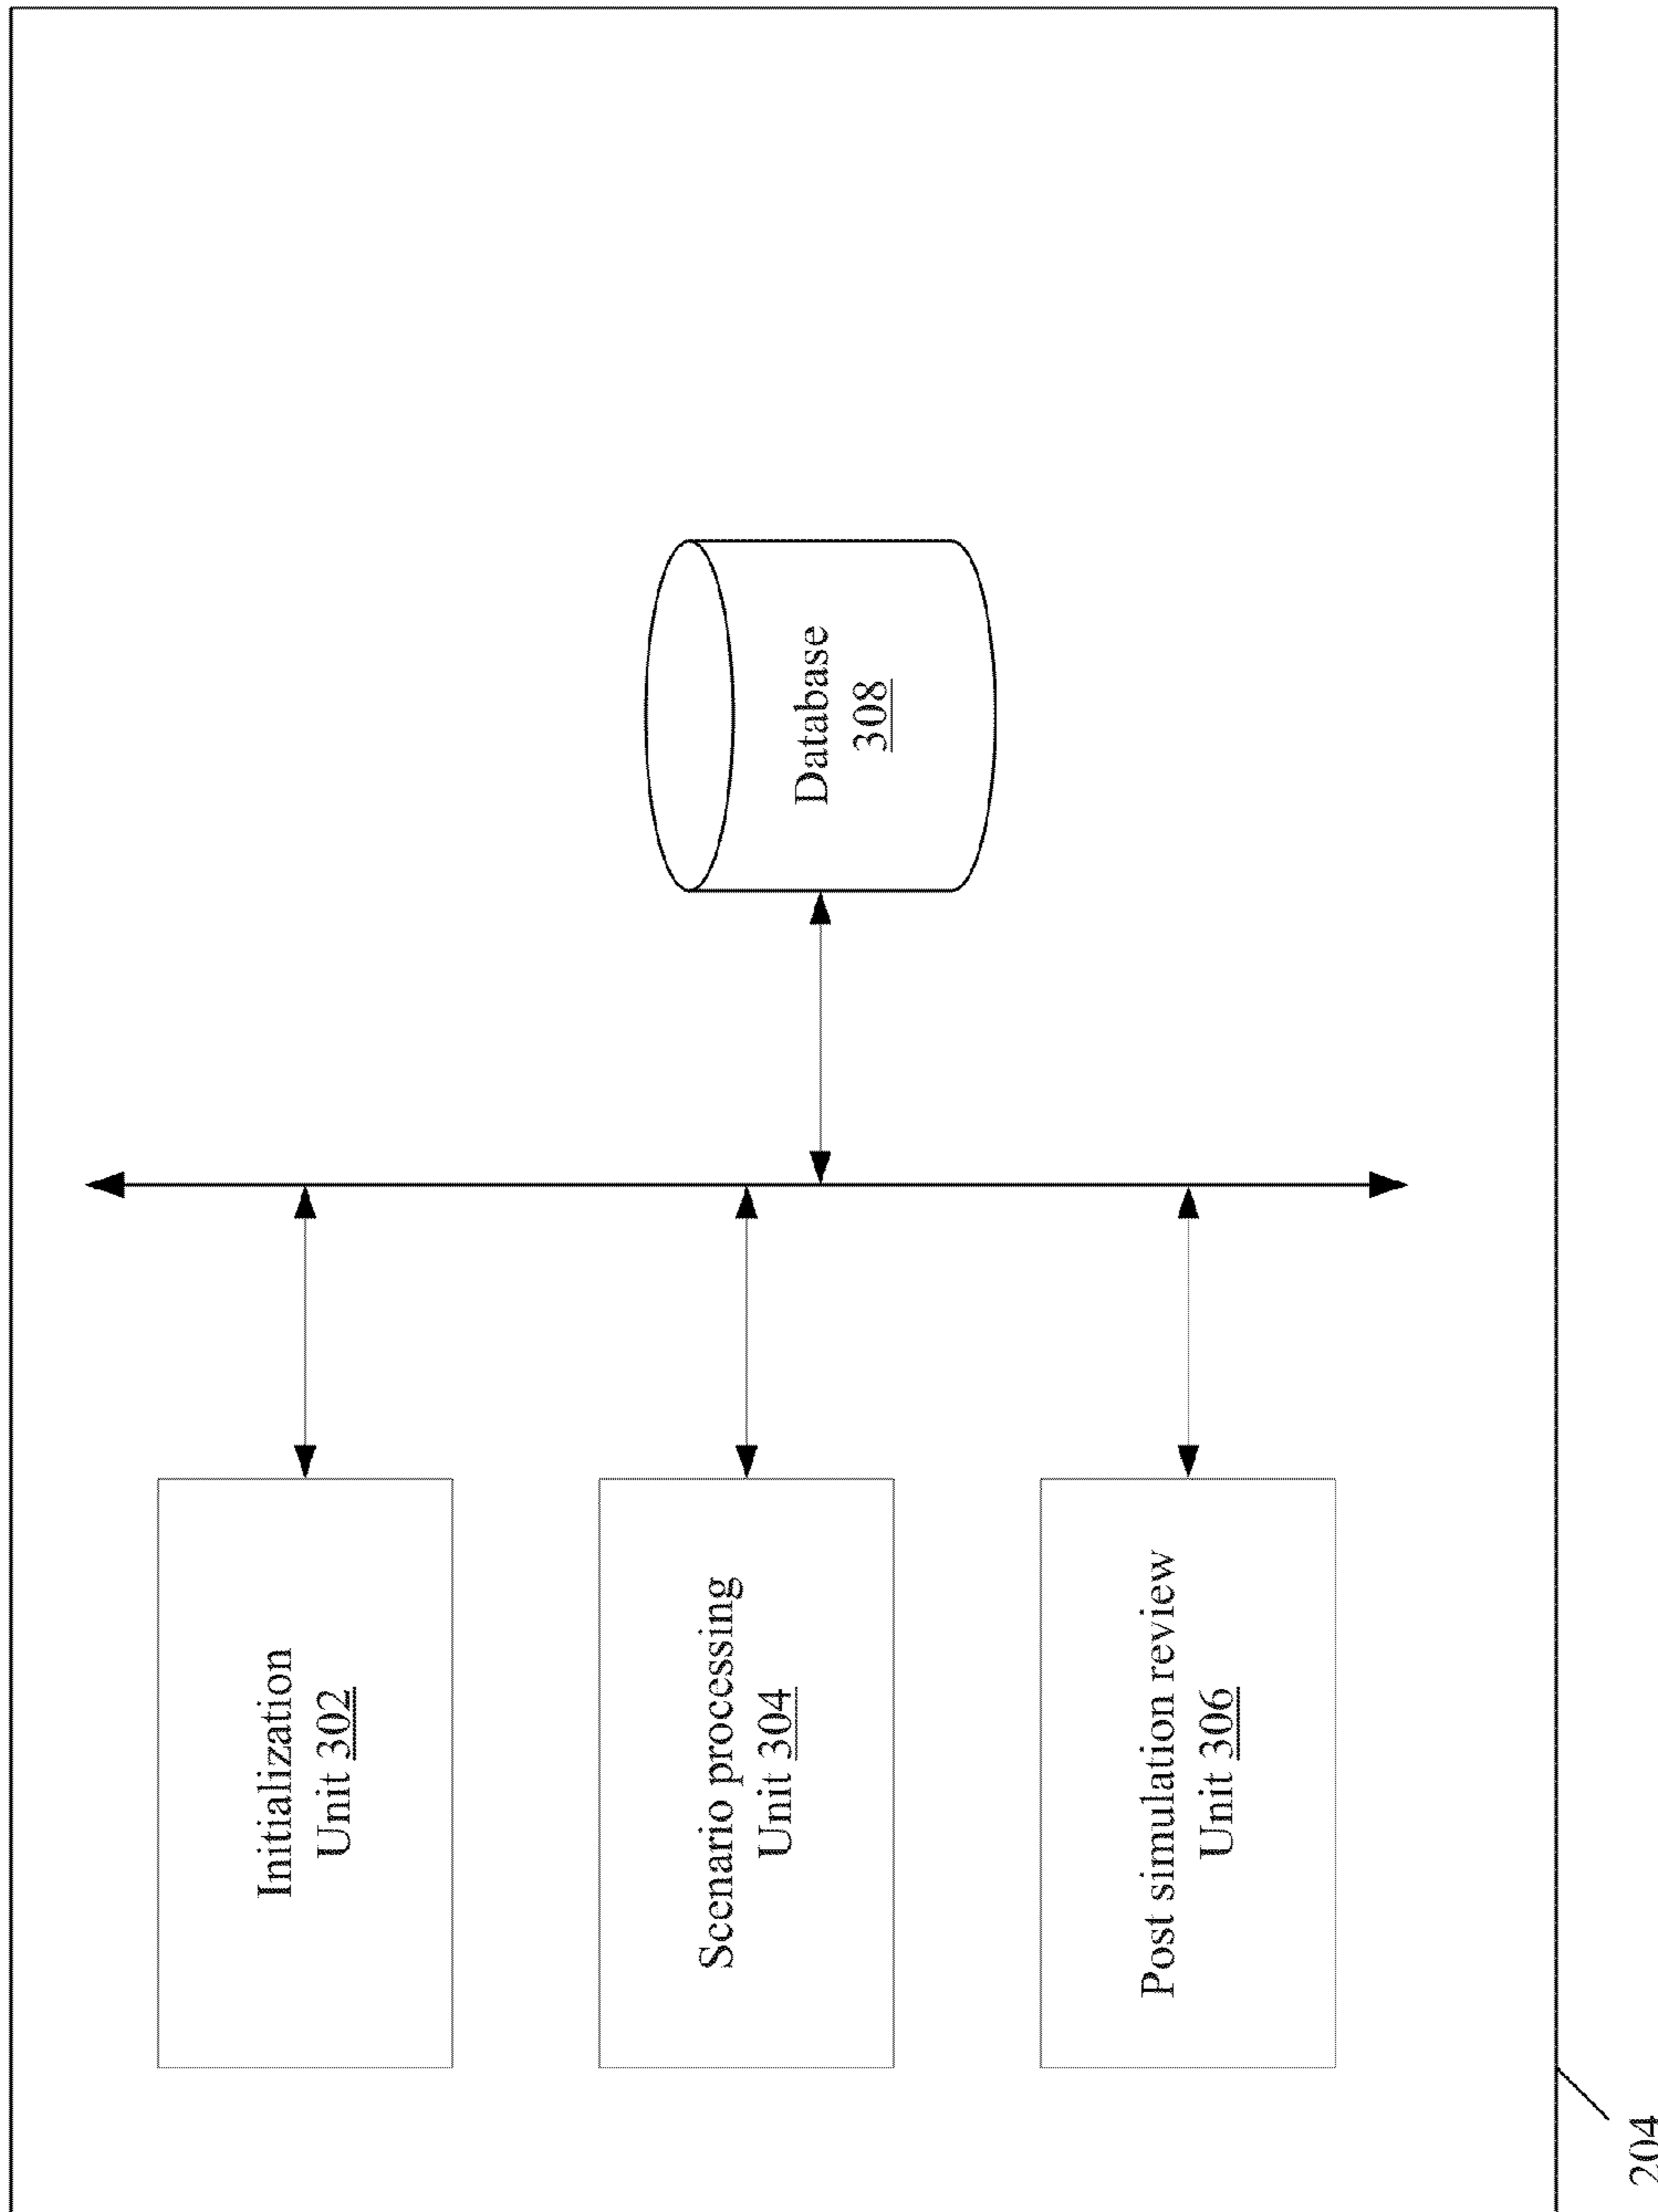 Initialization
Unit 302
Scenario processing
Unit 304
Post simulation review
Unit 306
Database
308
204